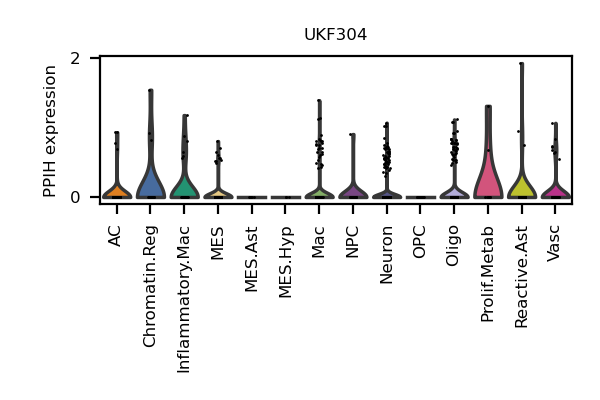 UKF304
PPIH expression
2
0
AC
Chromatin.Reg
Inflammatory.Mac
MES
MES.Ast
MES.Hyp
Mac
NPC
Neuron
OPC
Oligo
Prolif.Metab
Reactive.Ast
Vasc